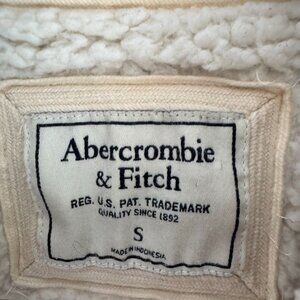 Abercrombie
& Fitch
REG. U.S. PAT. TRADEMARK
QUALITY SINCE 1892
S
MADE IN INDONESIA